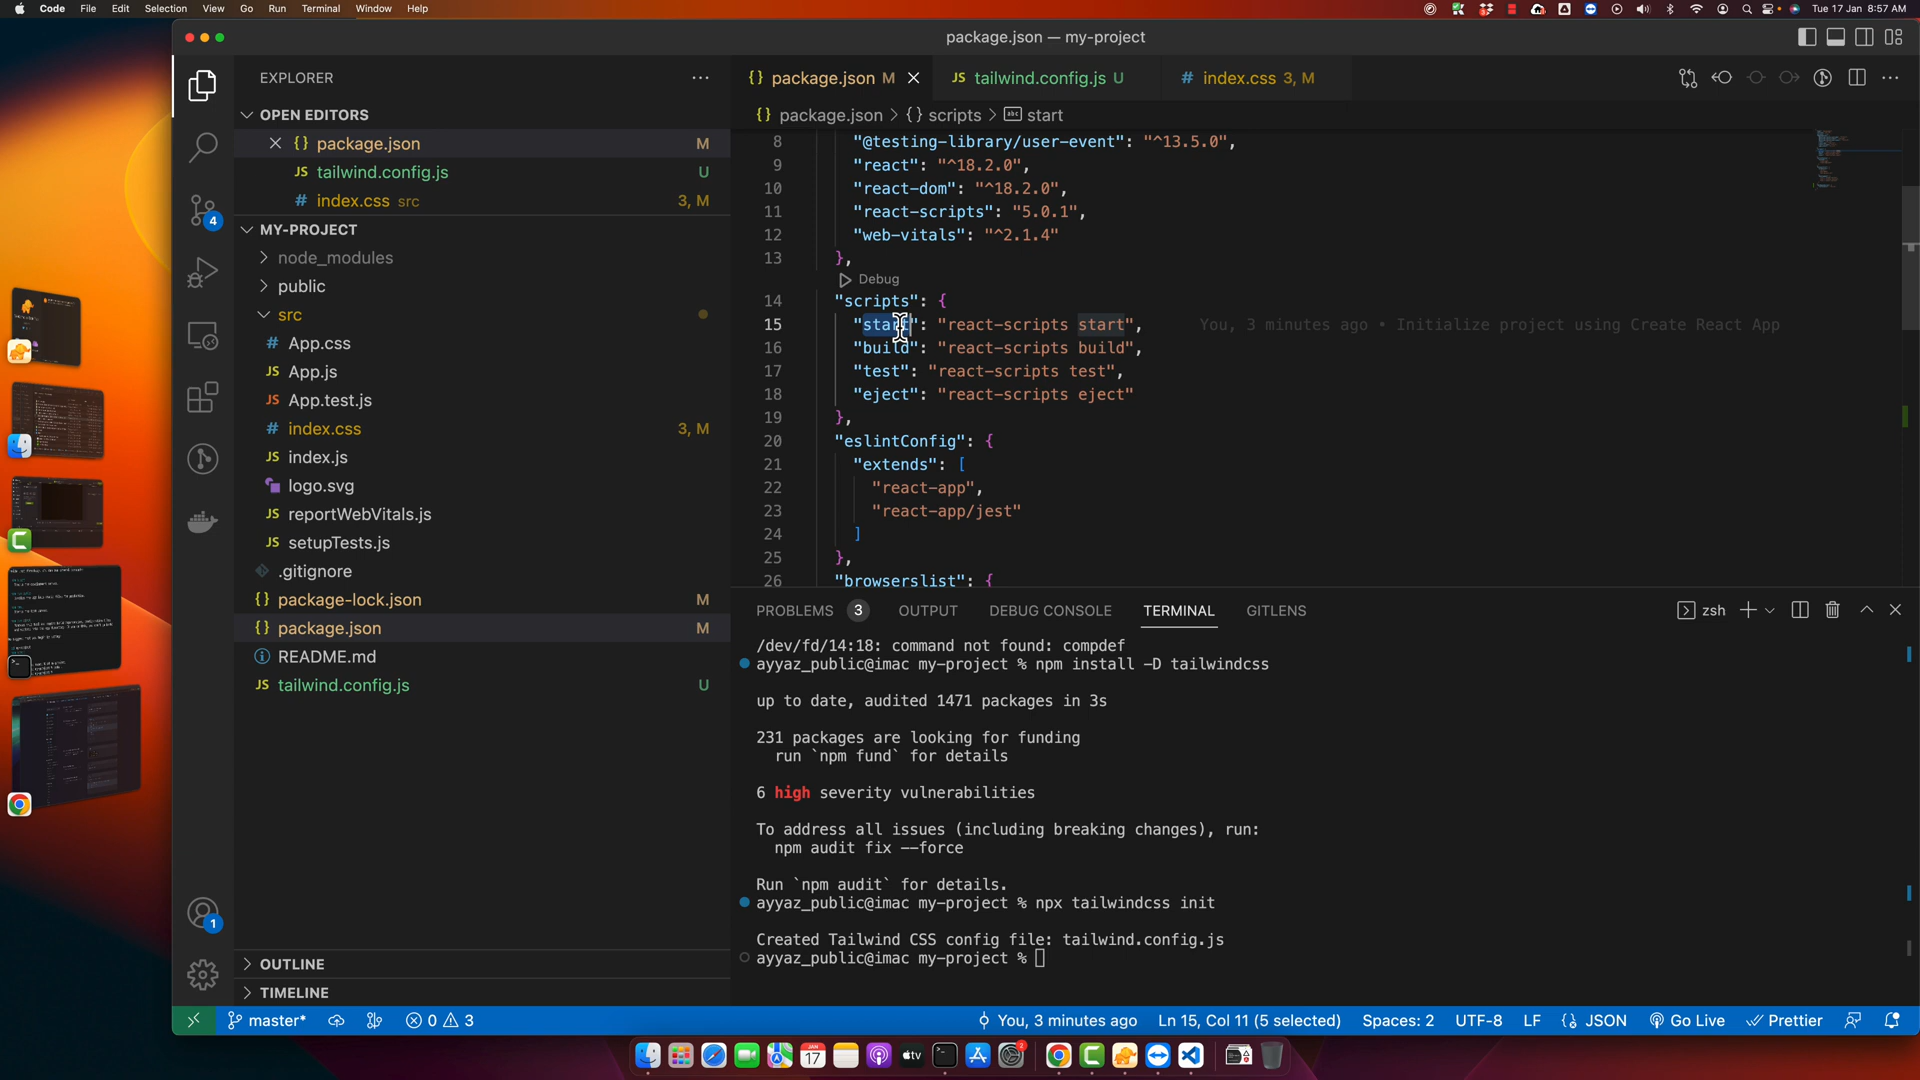 Code File Edit Selection View Go Run Terminal Window Help
Tue 17 Jan 8:57 AM
package.json — my-project
EXPLORER
package.json M
tailwind.config.js U
index.css 3, M
package.json > {} scripts > abc start
OPEN EDITORS
package.json M
tailwind.config.js U
index.css src 3, M
MY-PROJECT
node_modules
public
src
App.css
App.js
App.test.js
index.css 3, M
index.js
logo.svg
reportWebVitals.js
setupTests.js
.gitignore
package-lock.json M
package.json M
README.md
tailwind.config.js U
OUTLINE
TIMELINE
4
1
8 "@testing-library/user-event": "^13.5.0",
9 "react": "^18.2.0",
10 "react-dom": "^18.2.0",
11 "react-scripts": "5.0.1",
12 "web-vitals": "^2.1.4"
13 },
Debug
14 "scripts": {
15 "start": "react-scripts start", You, 3 minutes ago • Initialize project using Create React App
16 "build": "react-scripts build",
17 "test": "react-scripts test",
18 "eject": "react-scripts eject"
19 },
20 "eslintConfig": {
21 "extends": [
22 "react-app",
23 "react-app/jest"
24 ]
25 },
26 "browserslist": {
PROBLEMS 3 OUTPUT DEBUG CONSOLE TERMINAL GITLENS
zsh
/dev/fd/14:18: command not found: compdef
ayyaz_public@imac my-project % npm install -D tailwindcss
up to date, audited 1471 packages in 3s
231 packages are looking for funding
run `npm fund` for details
6 high severity vulnerabilities
To address all issues (including breaking changes), run:
npm audit fix --force
Run `npm audit` for details.
ayyaz_public@imac my-project % npx tailwindcss init
Created Tailwind CSS config file: tailwind.config.js
ayyaz_public@imac my-project %
master* 0 3 You, 3 minutes ago Ln 15, Col 11 (5 selected) Spaces: 2 UTF-8 LF {} JSON Go Live Prettier
JAN
17
tv
2